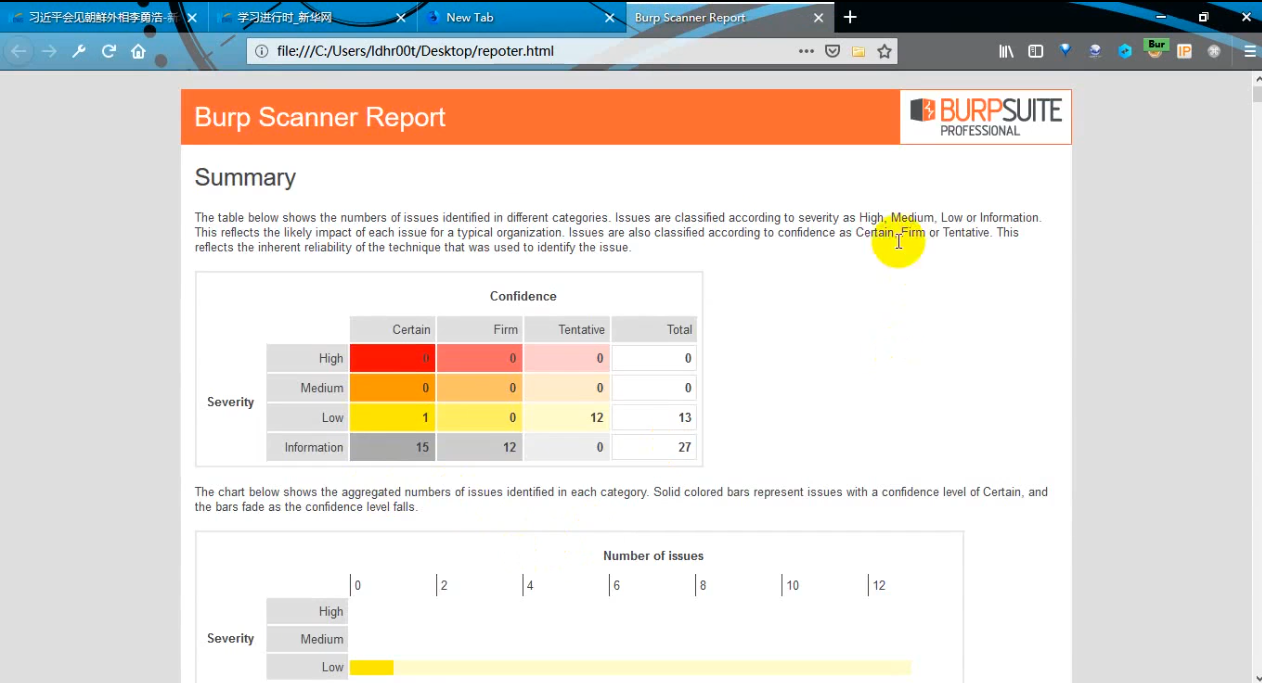 习近平会见朝鲜外相李勇浩-新
学习进行时_新华网
New Tab
Burp Scanner Report
file:///C:/Users/ldhr00t/Desktop/repoter.html
Bur
IP
Burp Scanner Report
BURPSUITE
PROFESSIONAL
Summary
The table below shows the numbers of issues identified in different categories. Issues are classified according to severity as High, Medium, Low or Information.
This reflects the likely impact of each issue for a typical organization. Issues are also classified according to confidence as Certain, Firm or Tentative. This
reflects the inherent reliability of the technique that was used to identify the issue.
Confidence
Certain Firm Tentative Total
High 0 0 0 0
Medium 0 0 0 0
Severity
Low 1 0 12 13
Information 15 12 0 27
The chart below shows the aggregated numbers of issues identified in each category. Solid colored bars represent issues with a confidence level of Certain, and
the bars fade as the confidence level falls.
Number of issues
0 2 4 6 8 10 12
High
Severity Medium
Low